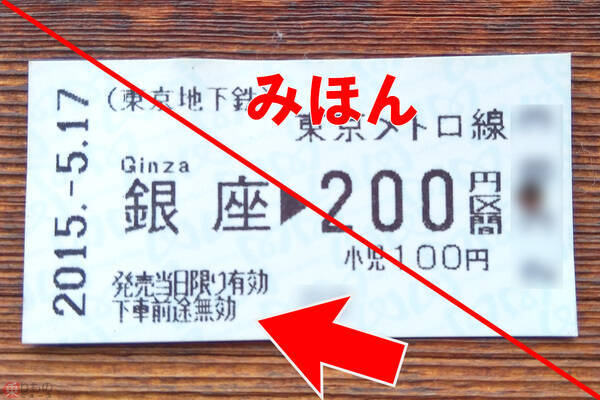 みほん
(東京地下鉄)
東京メトロ線
2015.-5.17
Ginza
銀座▶200円区間
小児100円
発売当日限り有効
下車前途無効